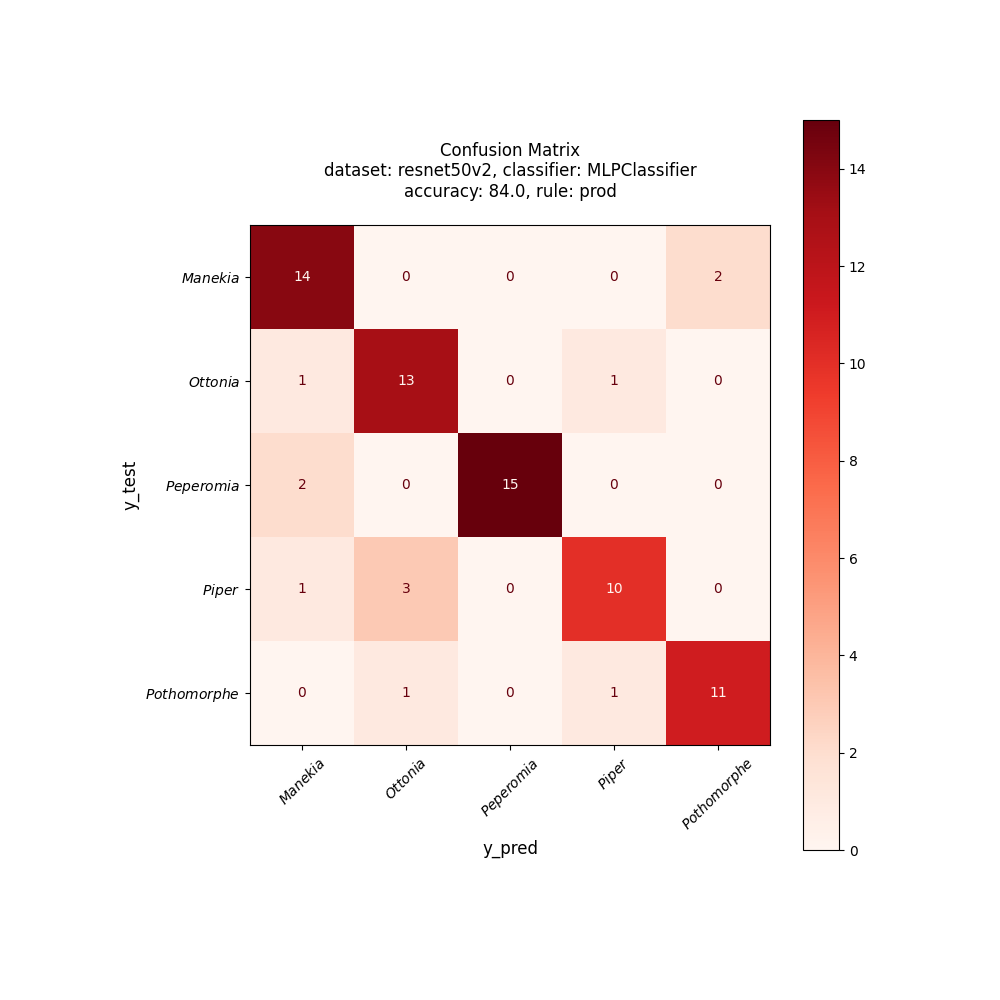 Confusion Matrix
dataset: resnet50v2, classifier: MLPClassifier
accuracy: 84.0, rule: prod
y_test
Manekia 14 0 0 0 2
Ottonia 1 13 0 1 0
Peperomia 2 0 15 0 0
Piper 1 3 0 10 0
Pothomorphe 0 1 0 1 11
Manekia Ottonia Peperomia Piper Pothomorphe
y_pred
14
12
10
8
6
4
2
0